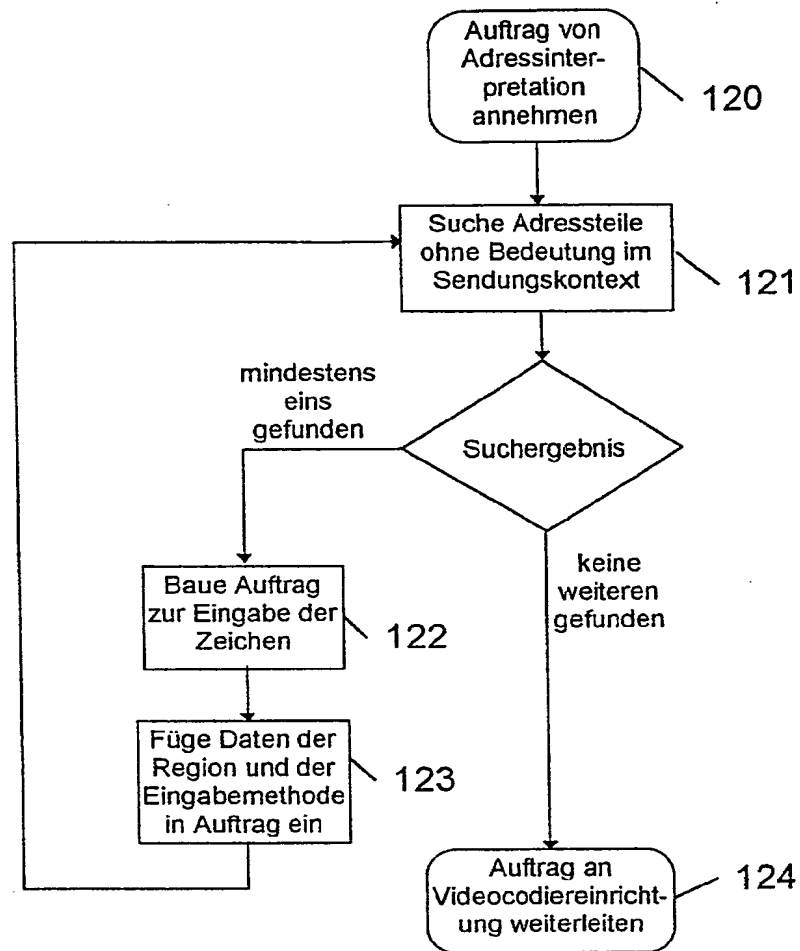 Auftrag von
Adressinter-
pretation
annehmen
120
Suche Adressteile
ohne Bedeutung im
Sendungskontext
121
mindestens
eins
gefunden
Suchergebnis
keine
weiteren
gefunden
Baue Auftrag
zur Eingabe der
Zeichen
122
Füge Daten der
Region und der
Eingabemethode
in Auftrag ein
123
Auftrag an
Videocodiereinricht-
ung weiterleiten
124